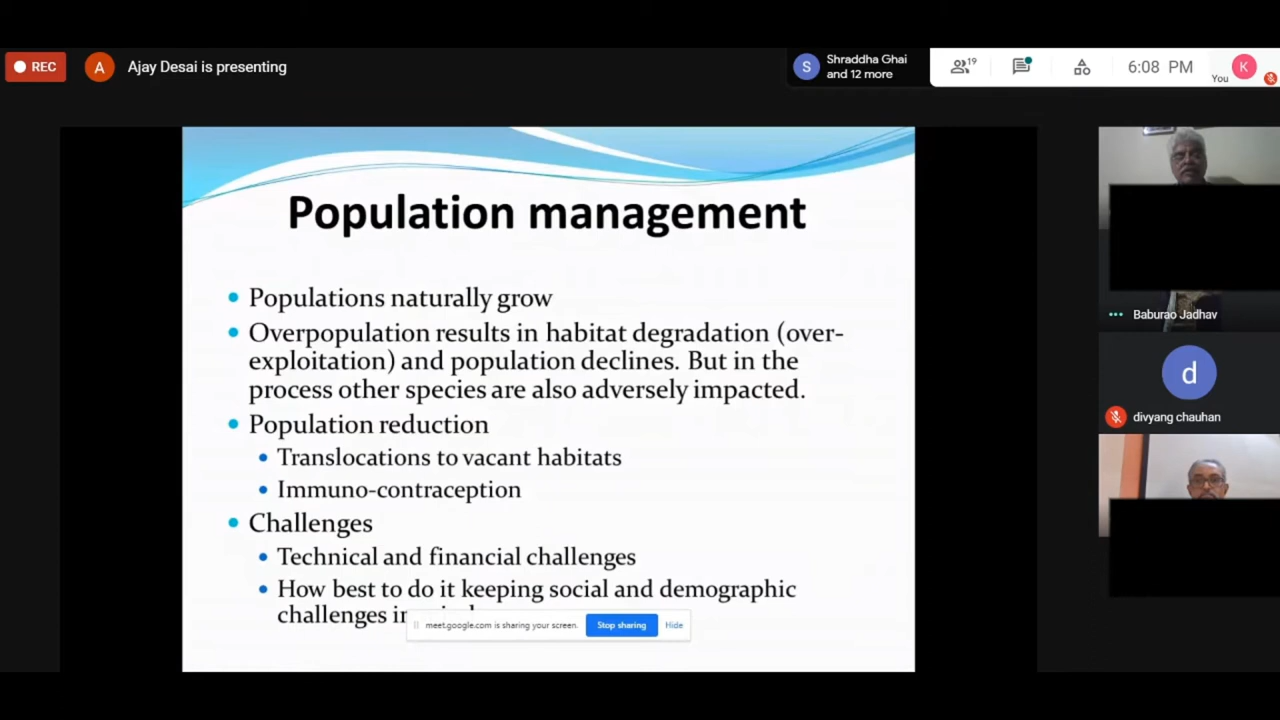 REC
A
Ajay Desai is presenting
S
Shraddha Ghai
and 12 more
19
6:08 PM
You
K
Population management
• Populations naturally grow
• Overpopulation results in habitat degradation (over-
exploitation) and population declines. But in the
process other species are also adversely impacted.
• Population reduction
• Translocations to vacant habitats
• Immuno-contraception
• Challenges
• Technical and financial challenges
• How best to do it keeping social and demographic
challenges in
meet.google.com is sharing your screen.
Stop sharing
Hide
Baburao Jadhav
d
divyang chauhan